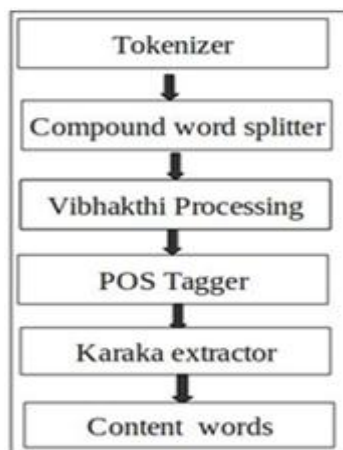 Tokenizer
Compound word splitter
Vibhakthi Processing
POS Tagger
Karaka extractor
Content words